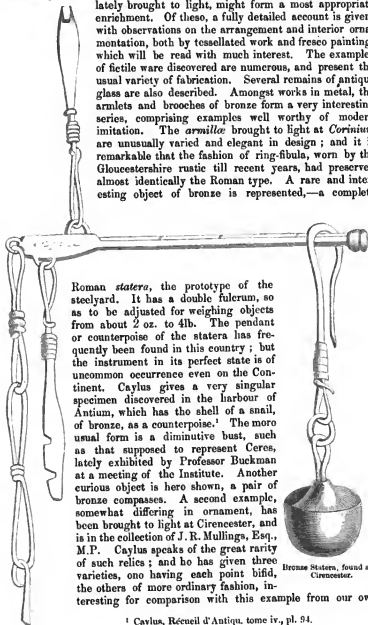 lately brought to light, might form a most appropriat
enrichment. Of these, a fully detailed account is given
with observations on the arrangement and interior orna
montation, both by tessellated work and fresco painting
which will be read with much interest. The example
of fictile ware discovered are numerous, and present th
usual variety of fabrication. Several remains of antiqu
glass are also described. Amongst works in metal, th
armlets and brooches of bronze form a very interestin
series, comprising examples well worthy of moder
imitation. The armillæ brought to light at Corinium
are unusually varied and elegant in design ; and it i
remarkable that the fashion of ring-fibula, worn by th
Gloucestershire rustic till recent years, had preserve
almost identically the Roman type. A rare and inter
esting object of bronze is represented,—a complet
Roman statera, the prototype of the
steelyard. It has a double fulcrum, so
as to be adjusted for weighing objects
from about 2 oz. to 4lb. The pendant
or counterpoise of the statera has fre-
quently been found in this country ; but
the instrument in its perfect state is of
uncommon occurrence even on the Con-
tinent. Caylus gives a very singular
specimen discovered in the harbour of
Antium, which has the shell of a snail,
of bronze, as a counterpoise.¹ The more
usual form is a diminutive bust, such
as that supposed to represent Ceres,
lately exhibited by Professor Buckman
at a meeting of the Institute. Another
curious object is here shown, a pair of
bronze compasses. A second example,
somewhat differing in ornament, has
been brought to light at Cirencester, and
is in the collection of J. R. Mullings, Esq.,
M.P. Caylus speaks of the great rarity
of such relics ; and he has given three
varieties, one having each point bifid,
the others of more ordinary fashion, in-
teresting for comparison with this example from our ow
Bronze Statera, found a
Cirencester.
¹ Caylus, Récueil d'Antiqu. tome iv., pl. 94.